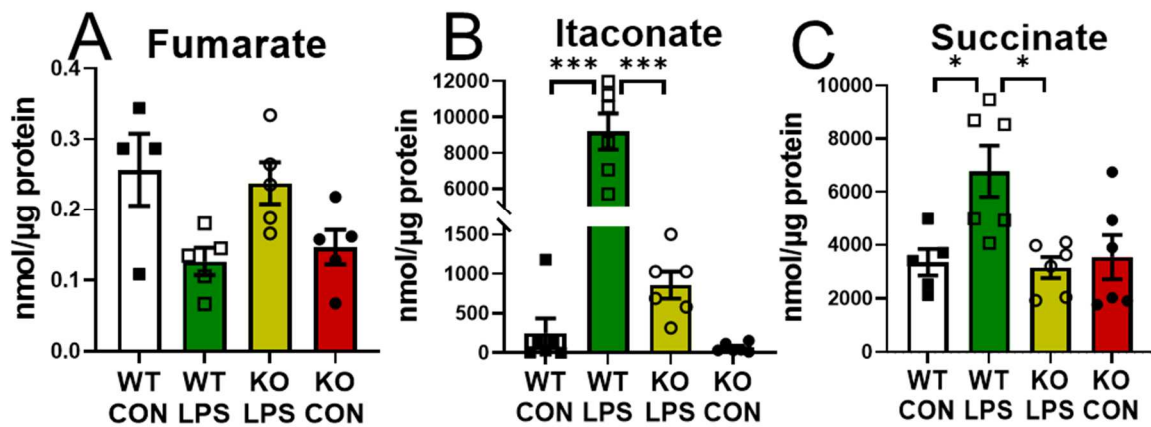 A Fumarate
nmol/µg protein
0.4
0.3
0.2
0.1
0.0
WT WT KO KO
CON LPS LPS CON
B Itaconate
*** ***
nmol/µg protein
12000
10000
8000
6000
1500
1000
500
0
WT WT KO KO
CON LPS LPS CON
C Succinate
* *
nmol/µg protein
10000
8000
6000
4000
2000
0
WT WT KO KO
CON LPS LPS CON